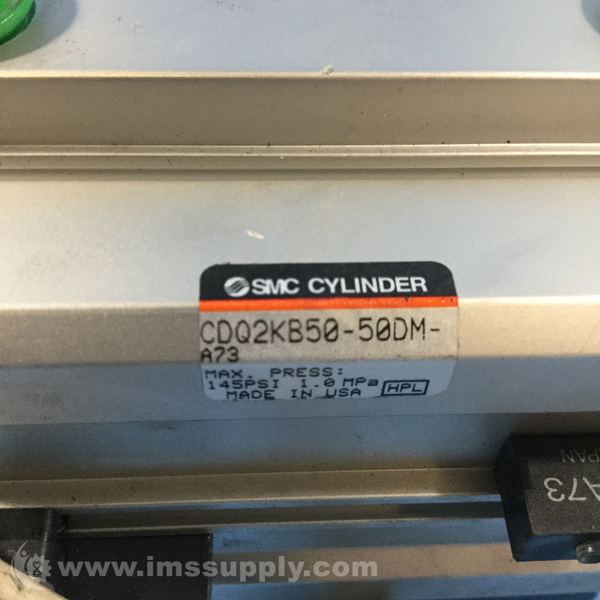 SMC CYLINDER
CDQ2KB50-50DM-
A73
MAX. PRESS:
145PSI 1.0 MPa
MADE IN USA HPL
A73
PAN
www.imssupply.com